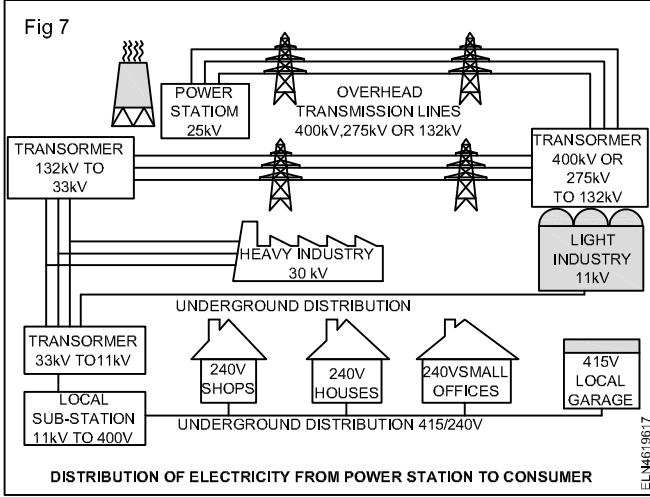 Fig 7
POWER
STATIOM
25kV
OVERHEAD
TRANSMISSION LINES
400kV,275kV OR 132kV
TRANSORMER
132kV TO
33kV
TRANSORMER
400kV OR
275kV
TO 132kV
HEAVY INDUSTRY
30 kV
LIGHT
INDUSTRY
11kV
UNDERGROUND DISTRIBUTION
TRANSORMER
33kV TO11kV
240V
SHOPS
240V
HOUSES
240VSMALL
OFFICES
415V
LOCAL
GARAGE
LOCAL
SUB-STATION
11kV TO 400V
UNDERGROUND DISTRIBUTION 415/240V
DISTRIBUTION OF ELECTRICITY FROM POWER STATION TO CONSUMER
ELN4619617